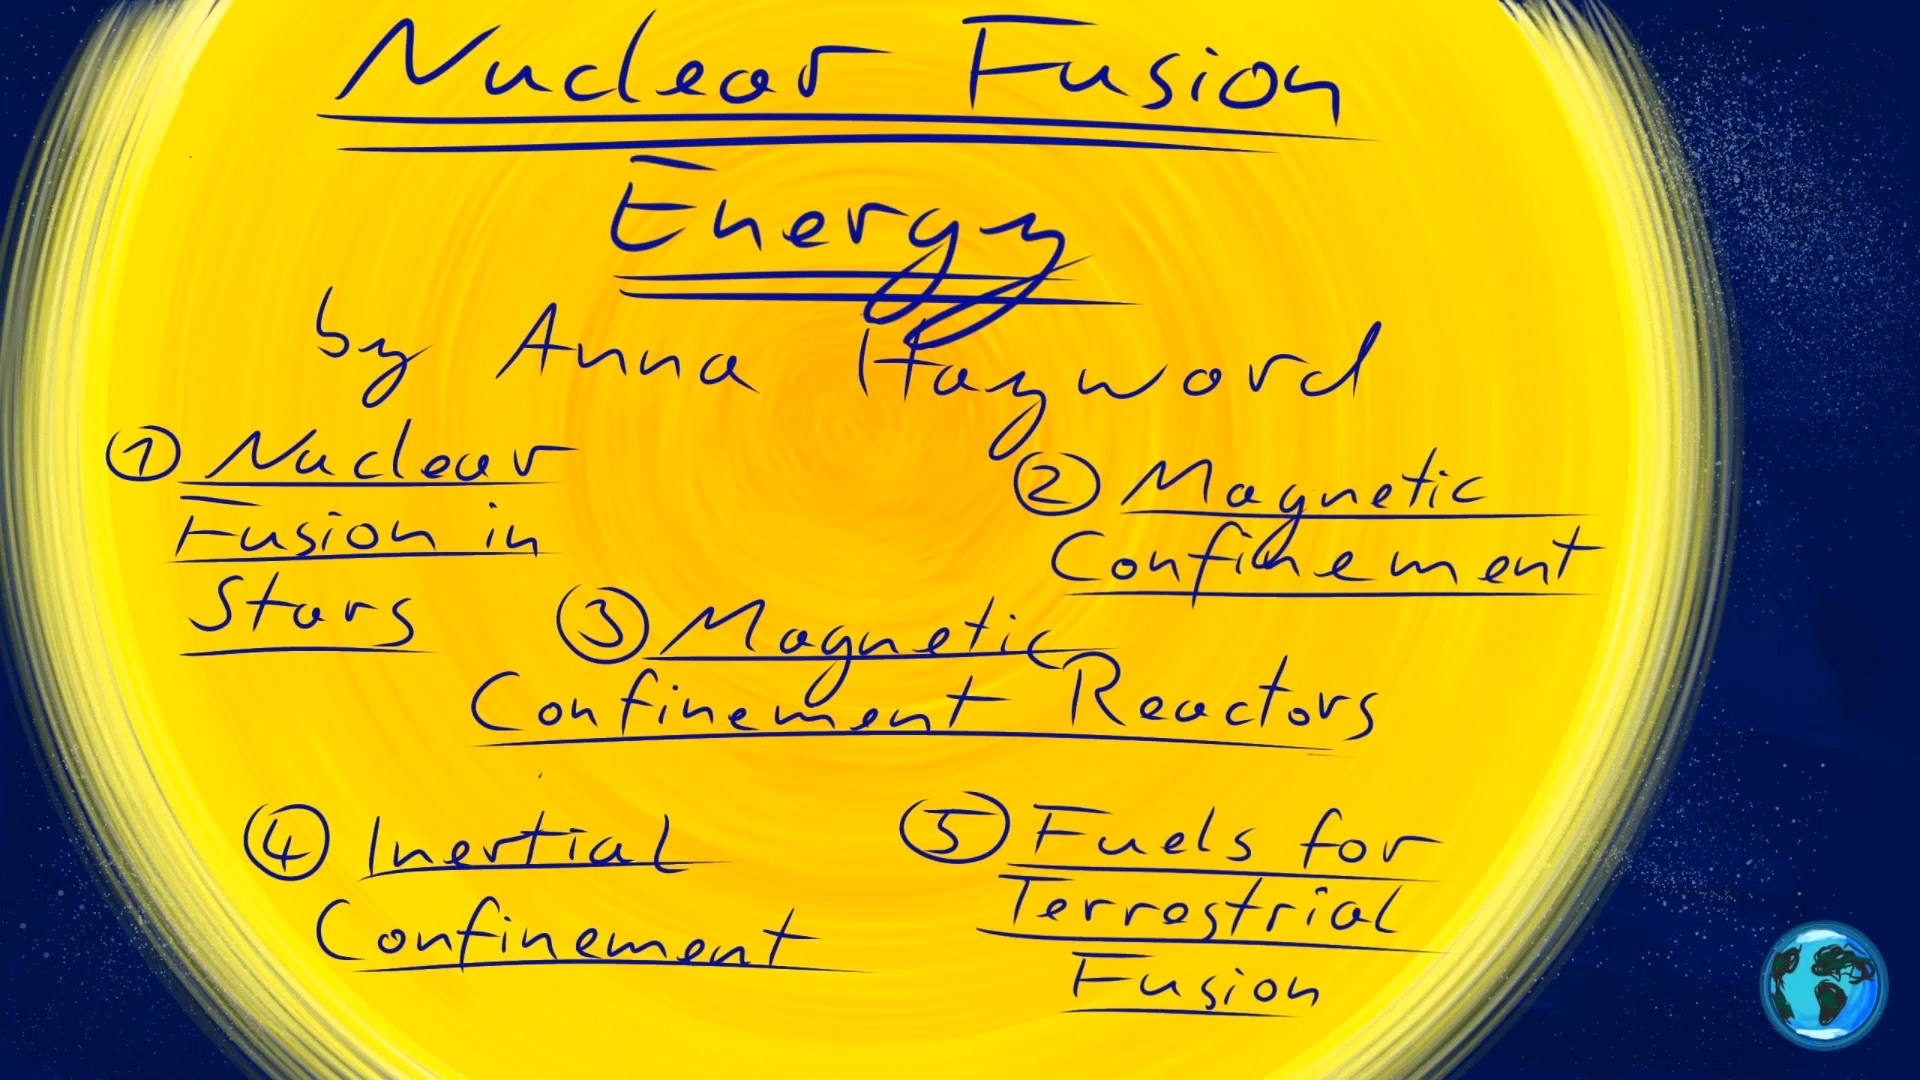 Nuclear Fusion
Energy
by Anna Hayward
① Nuclear
Fusion in
Stars
② Magnetic
Confinement
③ Magnetic
Confinement Reactors
④ Inertial
Confinement
⑤ Fuels for
Terrestrial
Fusion